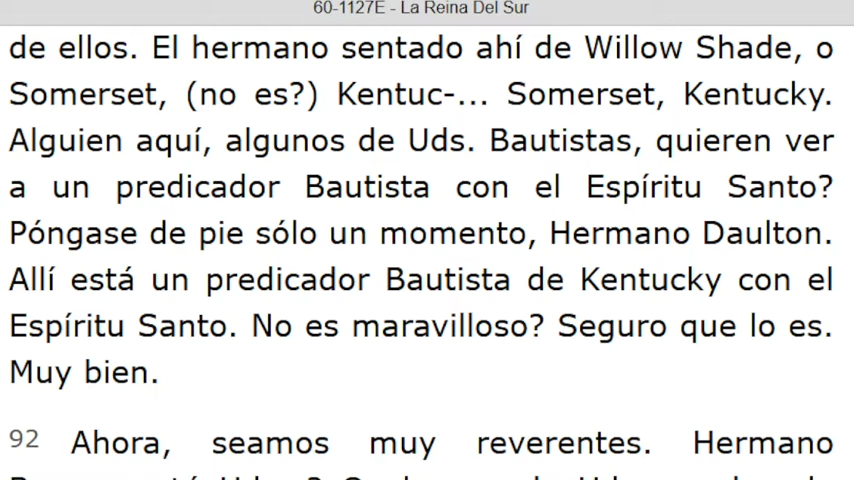 60-1127E - La Reina Del Sur
de ellos. El hermano sentado ahí de Willow Shade, o
Somerset, (no es?) Kentuc-... Somerset, Kentucky.
Alguien aquí, algunos de Uds. Bautistas, quieren ver
a un predicador Bautista con el Espíritu Santo?
Póngase de pie sólo un momento, Hermano Daulton.
Allí está un predicador Bautista de Kentucky con el
Espíritu Santo. No es maravilloso? Seguro que lo es.
Muy bien.
92 Ahora, seamos muy reverentes. Hermano